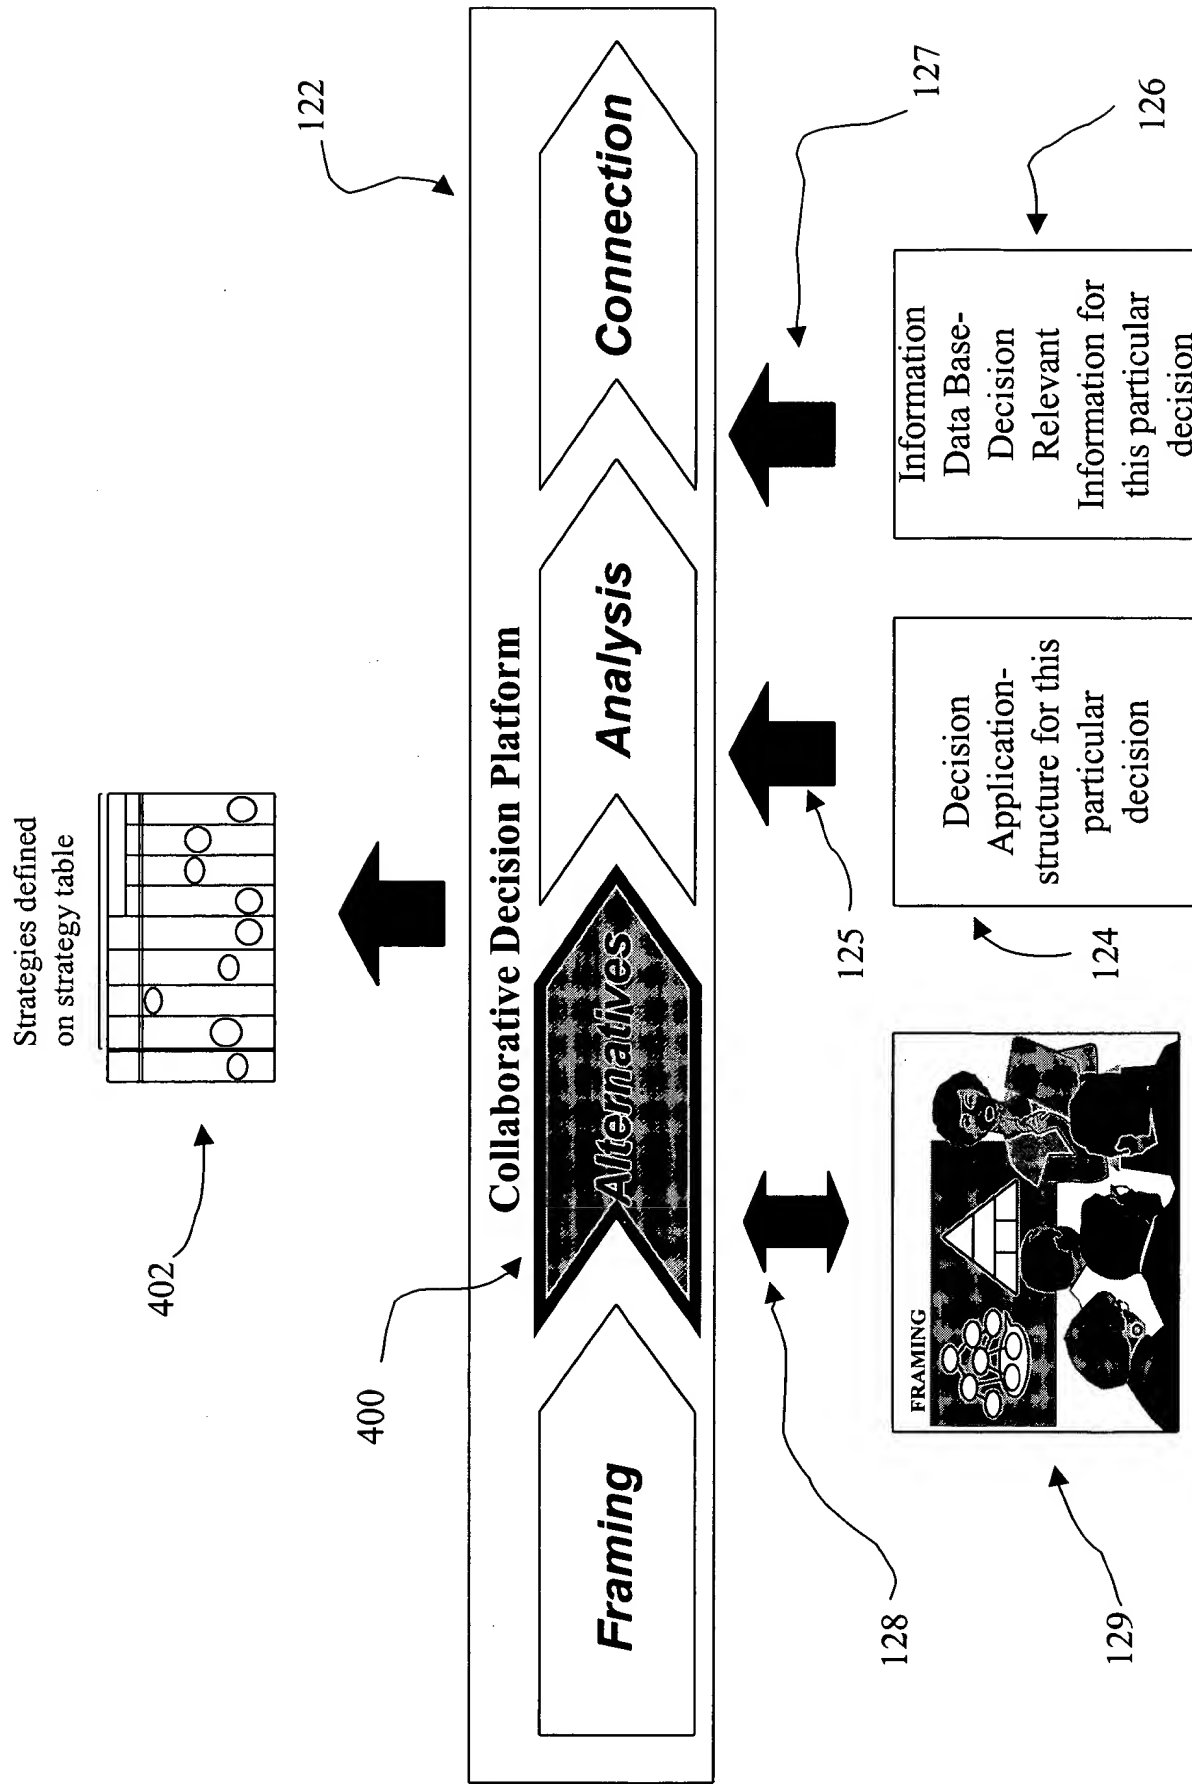 Strategies defined
on strategy table
402
122
Collaborative Decision Platform
400
Framing
Alternatives
Analysis
Connection
128
125
127
129
124
126
FRAMING
Decision
Application-
structure for this
particular
decision
Information
Data Base-
Decision
Relevant
Information for
this particular
decision